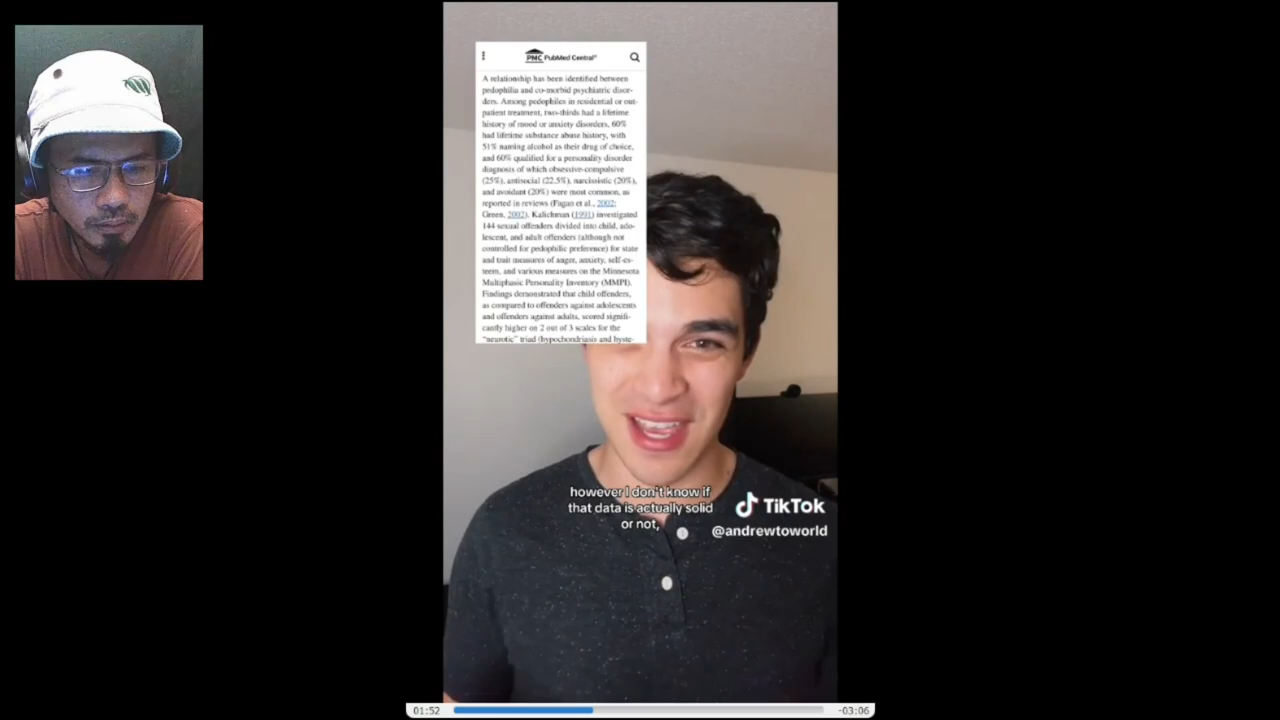 PMC PubMed Central®
A relationship has been identified between
pedophilia and co-morbid psychiatric disor-
ders. Among pedophiles in residential or out-
patient treatment, two-thirds had a lifetime
history of mood or anxiety disorders, 60%
had lifetime substance abuse history, with
51% naming alcohol as their drug of choice,
and 60% qualified for a personality disorder
diagnosis of which obsessive-compulsive
(25%), antisocial (22.5%), narcissistic (20%),
and avoidant (20%) were most common, as
reported in reviews (Fagan et al., 2002;
Green, 2002). Kalichman (1991) investigated
144 sexual offenders divided into child, ado-
lescent, and adult offenders (although not
controlled for pedophilic preference) for state
and trait measures of anger, anxiety, self-es-
teem, and various measures on the Minnesota
Multiphasic Personality Inventory (MMPI).
Findings demonstrated that child offenders,
as compared to offenders against adolescents
and offenders against adults, scored signifi-
cantly higher on 2 out of 3 scales for the
"neurotic" triad (hypochondriasis and hyste-
however I don't know if
that data is actually solid
or not,
TikTok
@andrewtoworld
01:52
-03:06